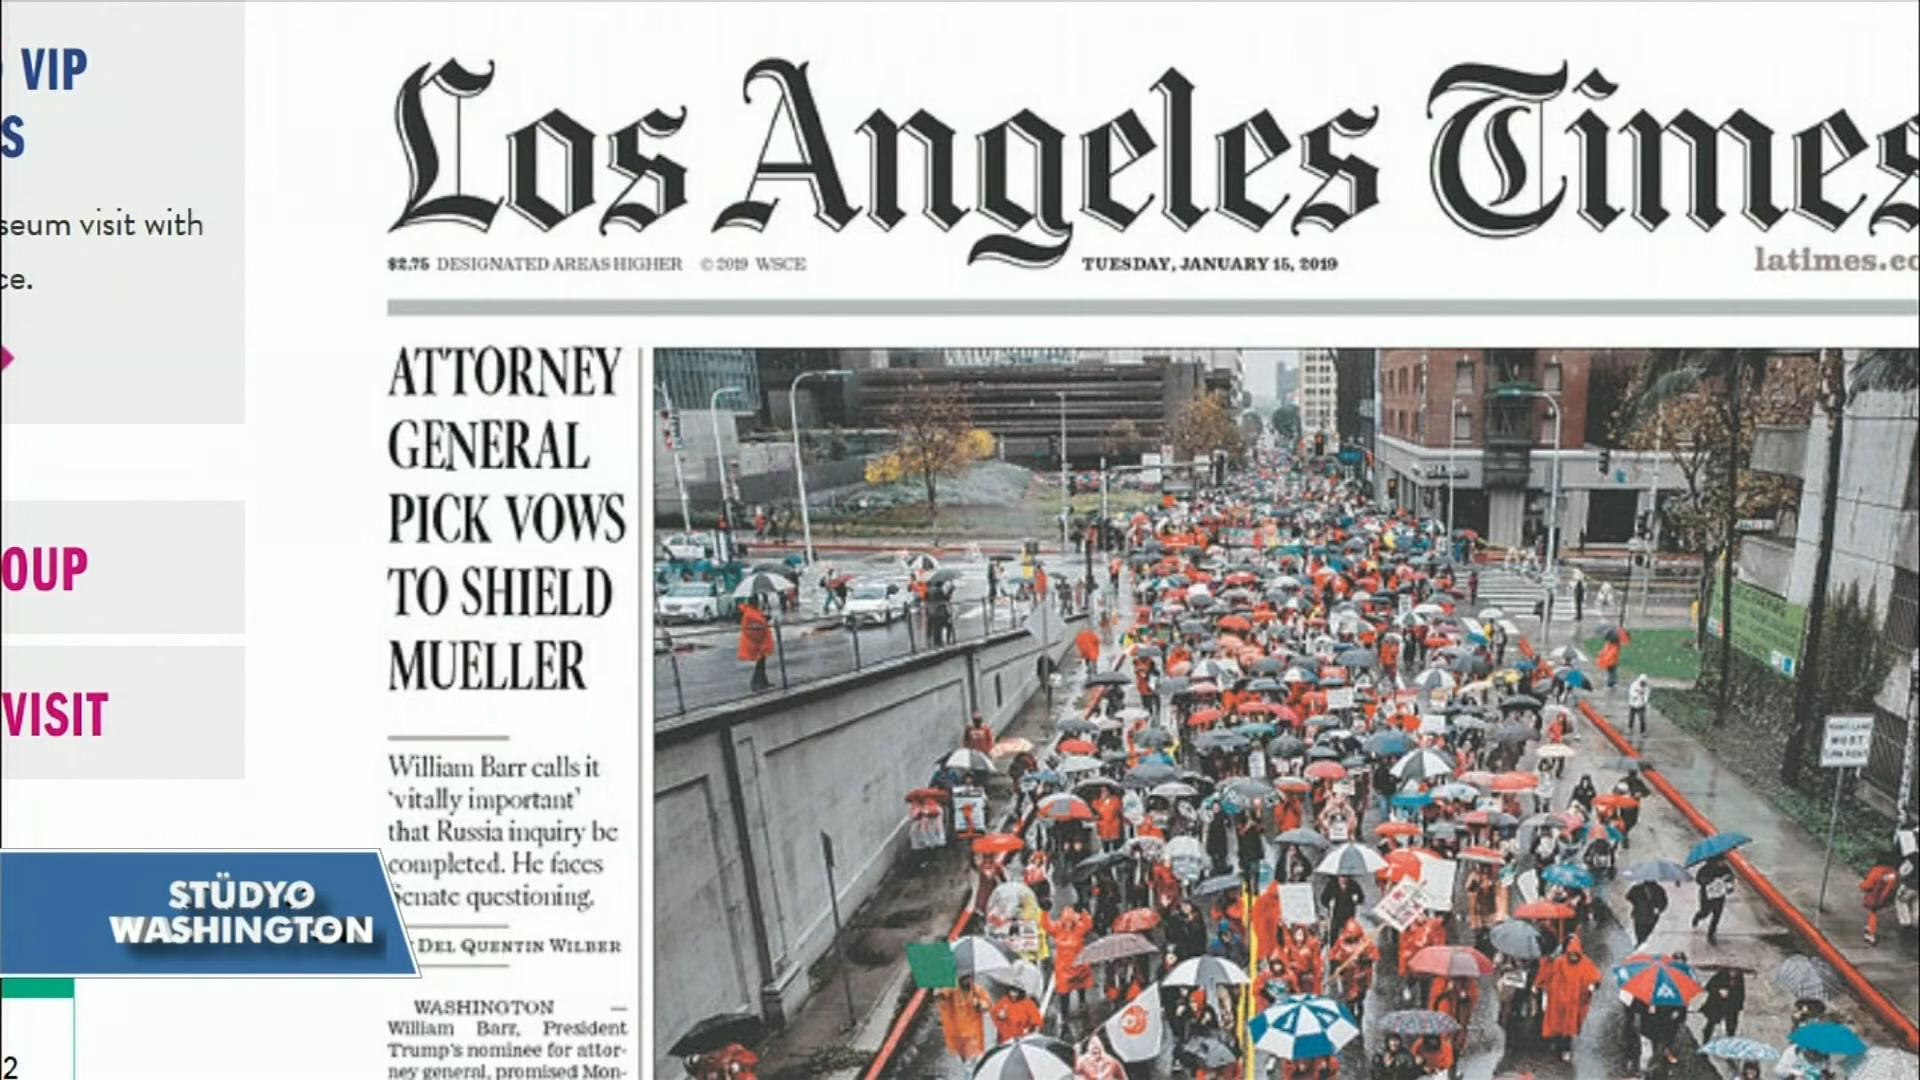 VIP
S
seum visit with
ce.
OUP
VISIT
2
Los Angeles Times
$2.75 DESIGNATED AREAS HIGHER © 2019 WSCE
TUESDAY, JANUARY 15, 2019
latimes.co
ATTORNEY
GENERAL
PICK VOWS
TO SHIELD
MUELLER
William Barr calls it
‘vitally important’
that Russia inquiry be
completed. He faces
Senate questioning.
DEL QUENTIN WILBER
WASHINGTON —
William Barr, President
Trump’s nominee for attor-
ney general, promised Mon-
STÜDYO
WASHINGTON